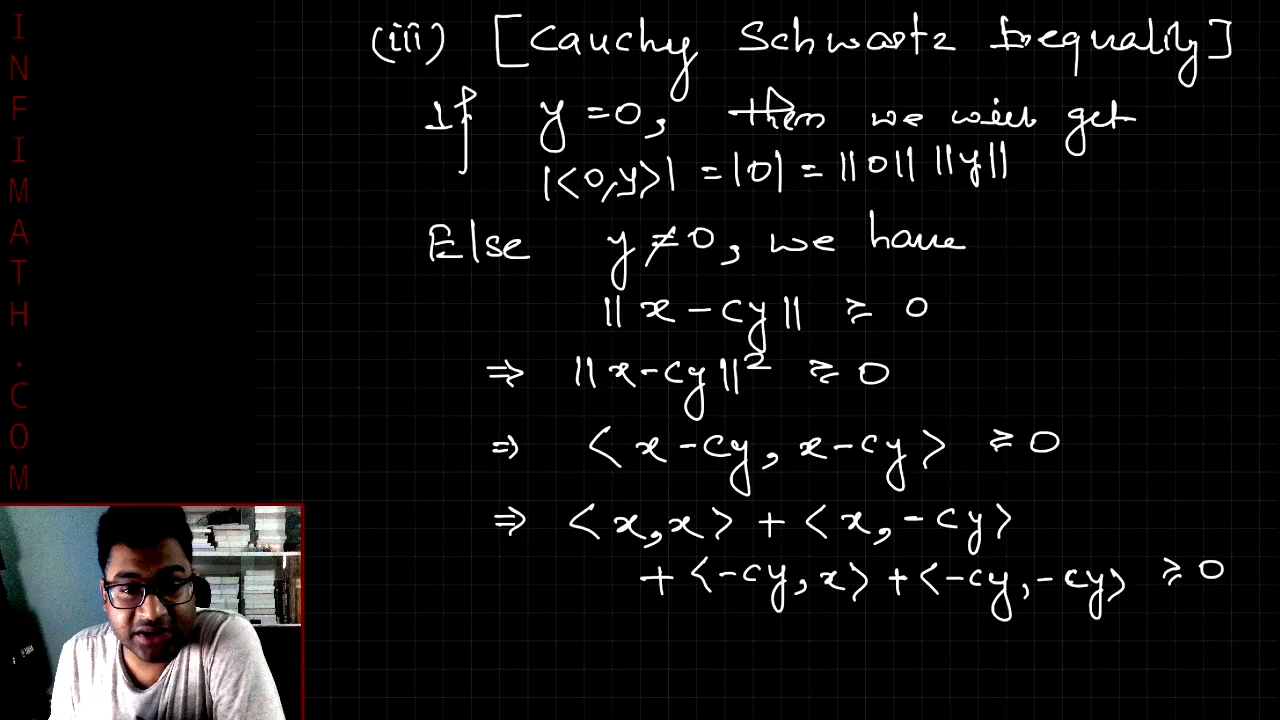 INFIMATH.COM
(iii) [Cauchy Schwartz Inequality]
If y = 0, then we will get
|<0,y>| = |0| = ||0|| ||y||
Else y ≠ 0, we have
|| x - cy || ≥ 0
⇒ || x - cy ||² ≥ 0
⇒ < x - cy, x - cy > ≥ 0
⇒ < x, x > + < x, - cy >
+ < -cy, x > + < -cy, -cy > ≥ 0